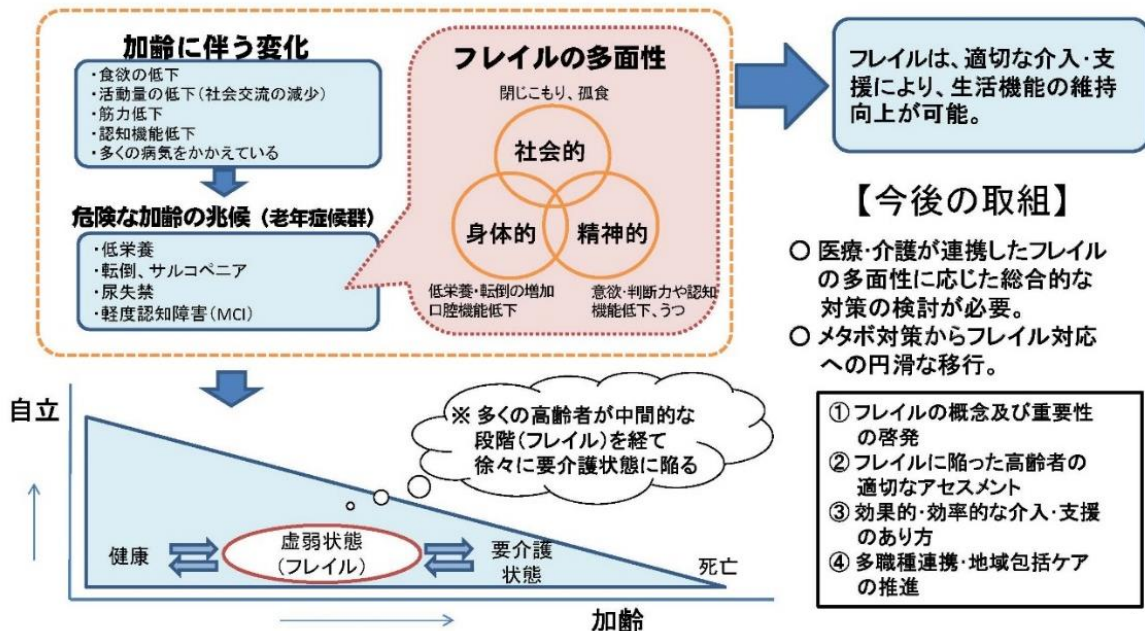 加齢に伴う変化
・食欲の低下
・活動量の低下(社会交流の減少)
・筋力低下
・認知機能低下
・多くの病気をかかえている
危険な加齢の兆候(老年症候群)
・低栄養
・転倒、サルコペニア
・尿失禁
・軽度認知障害(MCI)
フレイルの多面性
閉じこもり、孤食
社会的
身体的
精神的
低栄養・転倒の増加
口腔機能低下
意欲・判断力や認知
機能低下、うつ
フレイルは、適切な介入・支
援により、生活機能の維持
向上が可能。
【今後の取組】
○ 医療・介護が連携したフレイル
の多面性に応じた総合的な
対策の検討が必要。
○ メタボ対策からフレイル対応
への円滑な移行。
① フレイルの概念及び重要性
の啓発
② フレイルに陥った高齢者の
適切なアセスメント
③ 効果的・効率的な介入・支援
のあり方
④ 多職種連携・地域包括ケア
の推進
自立
※ 多くの高齢者が中間的な
段階(フレイル)を経て
徐々に要介護状態に陥る
健康
虚弱状態
(フレイル)
要介護
状態
死亡
加齢